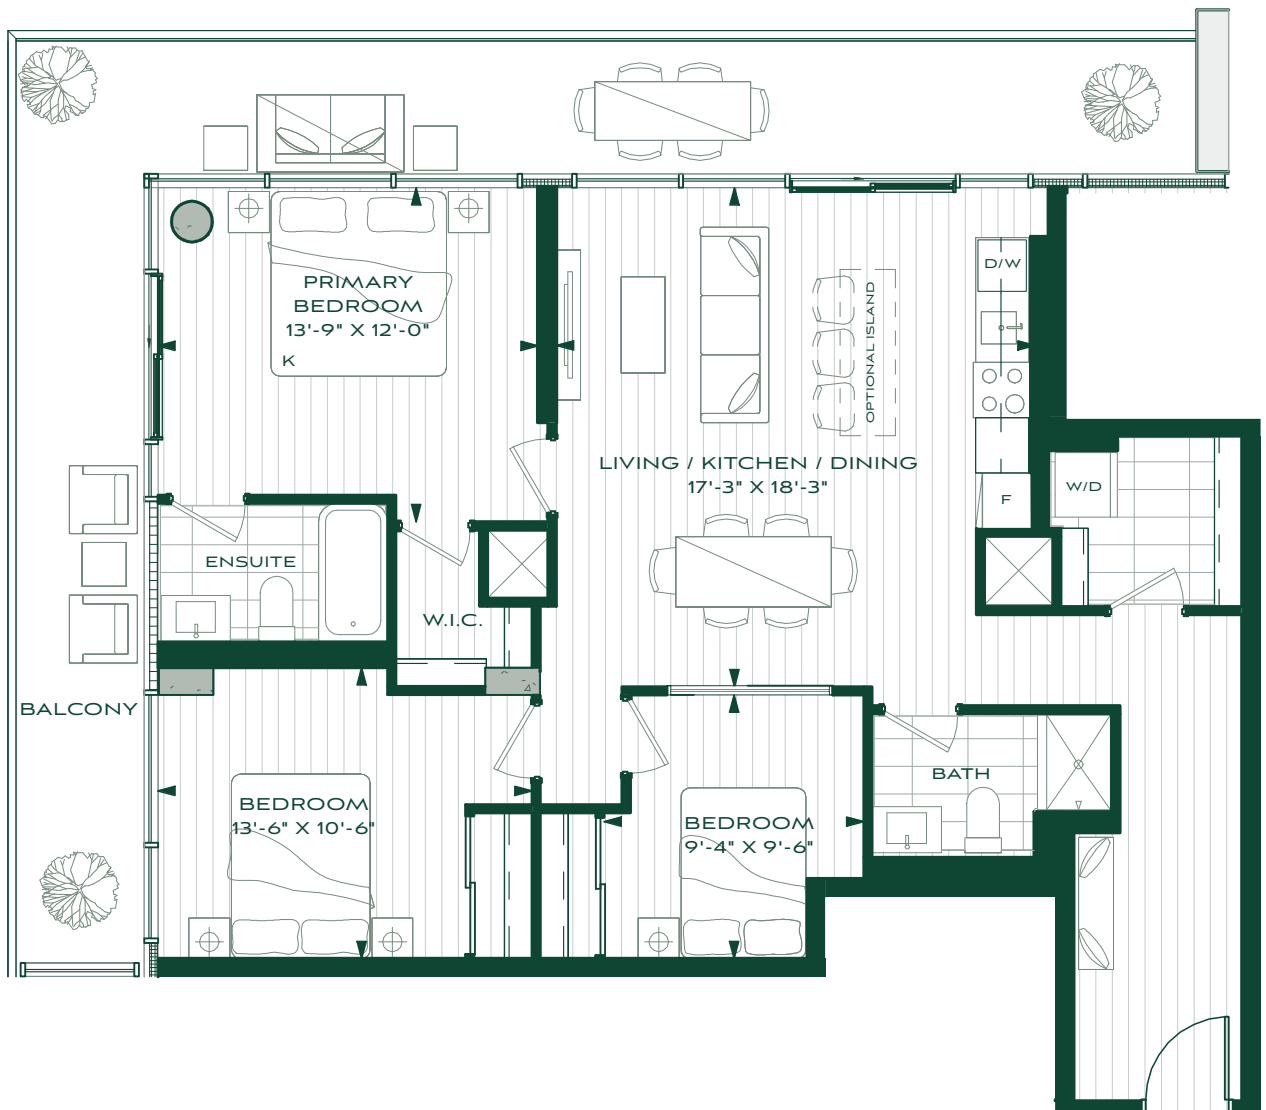 D/W
PRIMARY
BEDROOM
13'-9" X 12'-0"
K
OPTIONAL ISLAND
LIVING / KITCHEN / DINING
17'-3" X 18'-3"
W/D
F
ENSUITE
W.I.C.
BALCONY
BATH
BEDROOM
13'-6" X 10'-6"
BEDROOM
9'-4" X 9'-6"